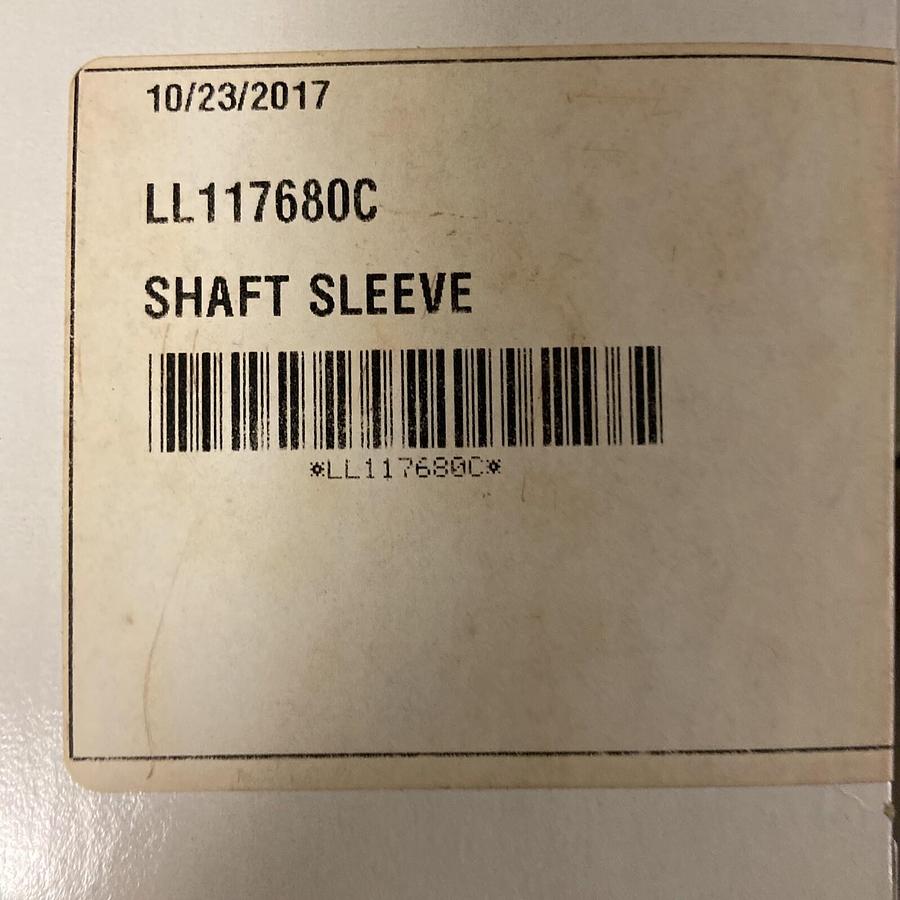 10/23/2017
LL117680C
SHAFT SLEEVE
*LL117680C*